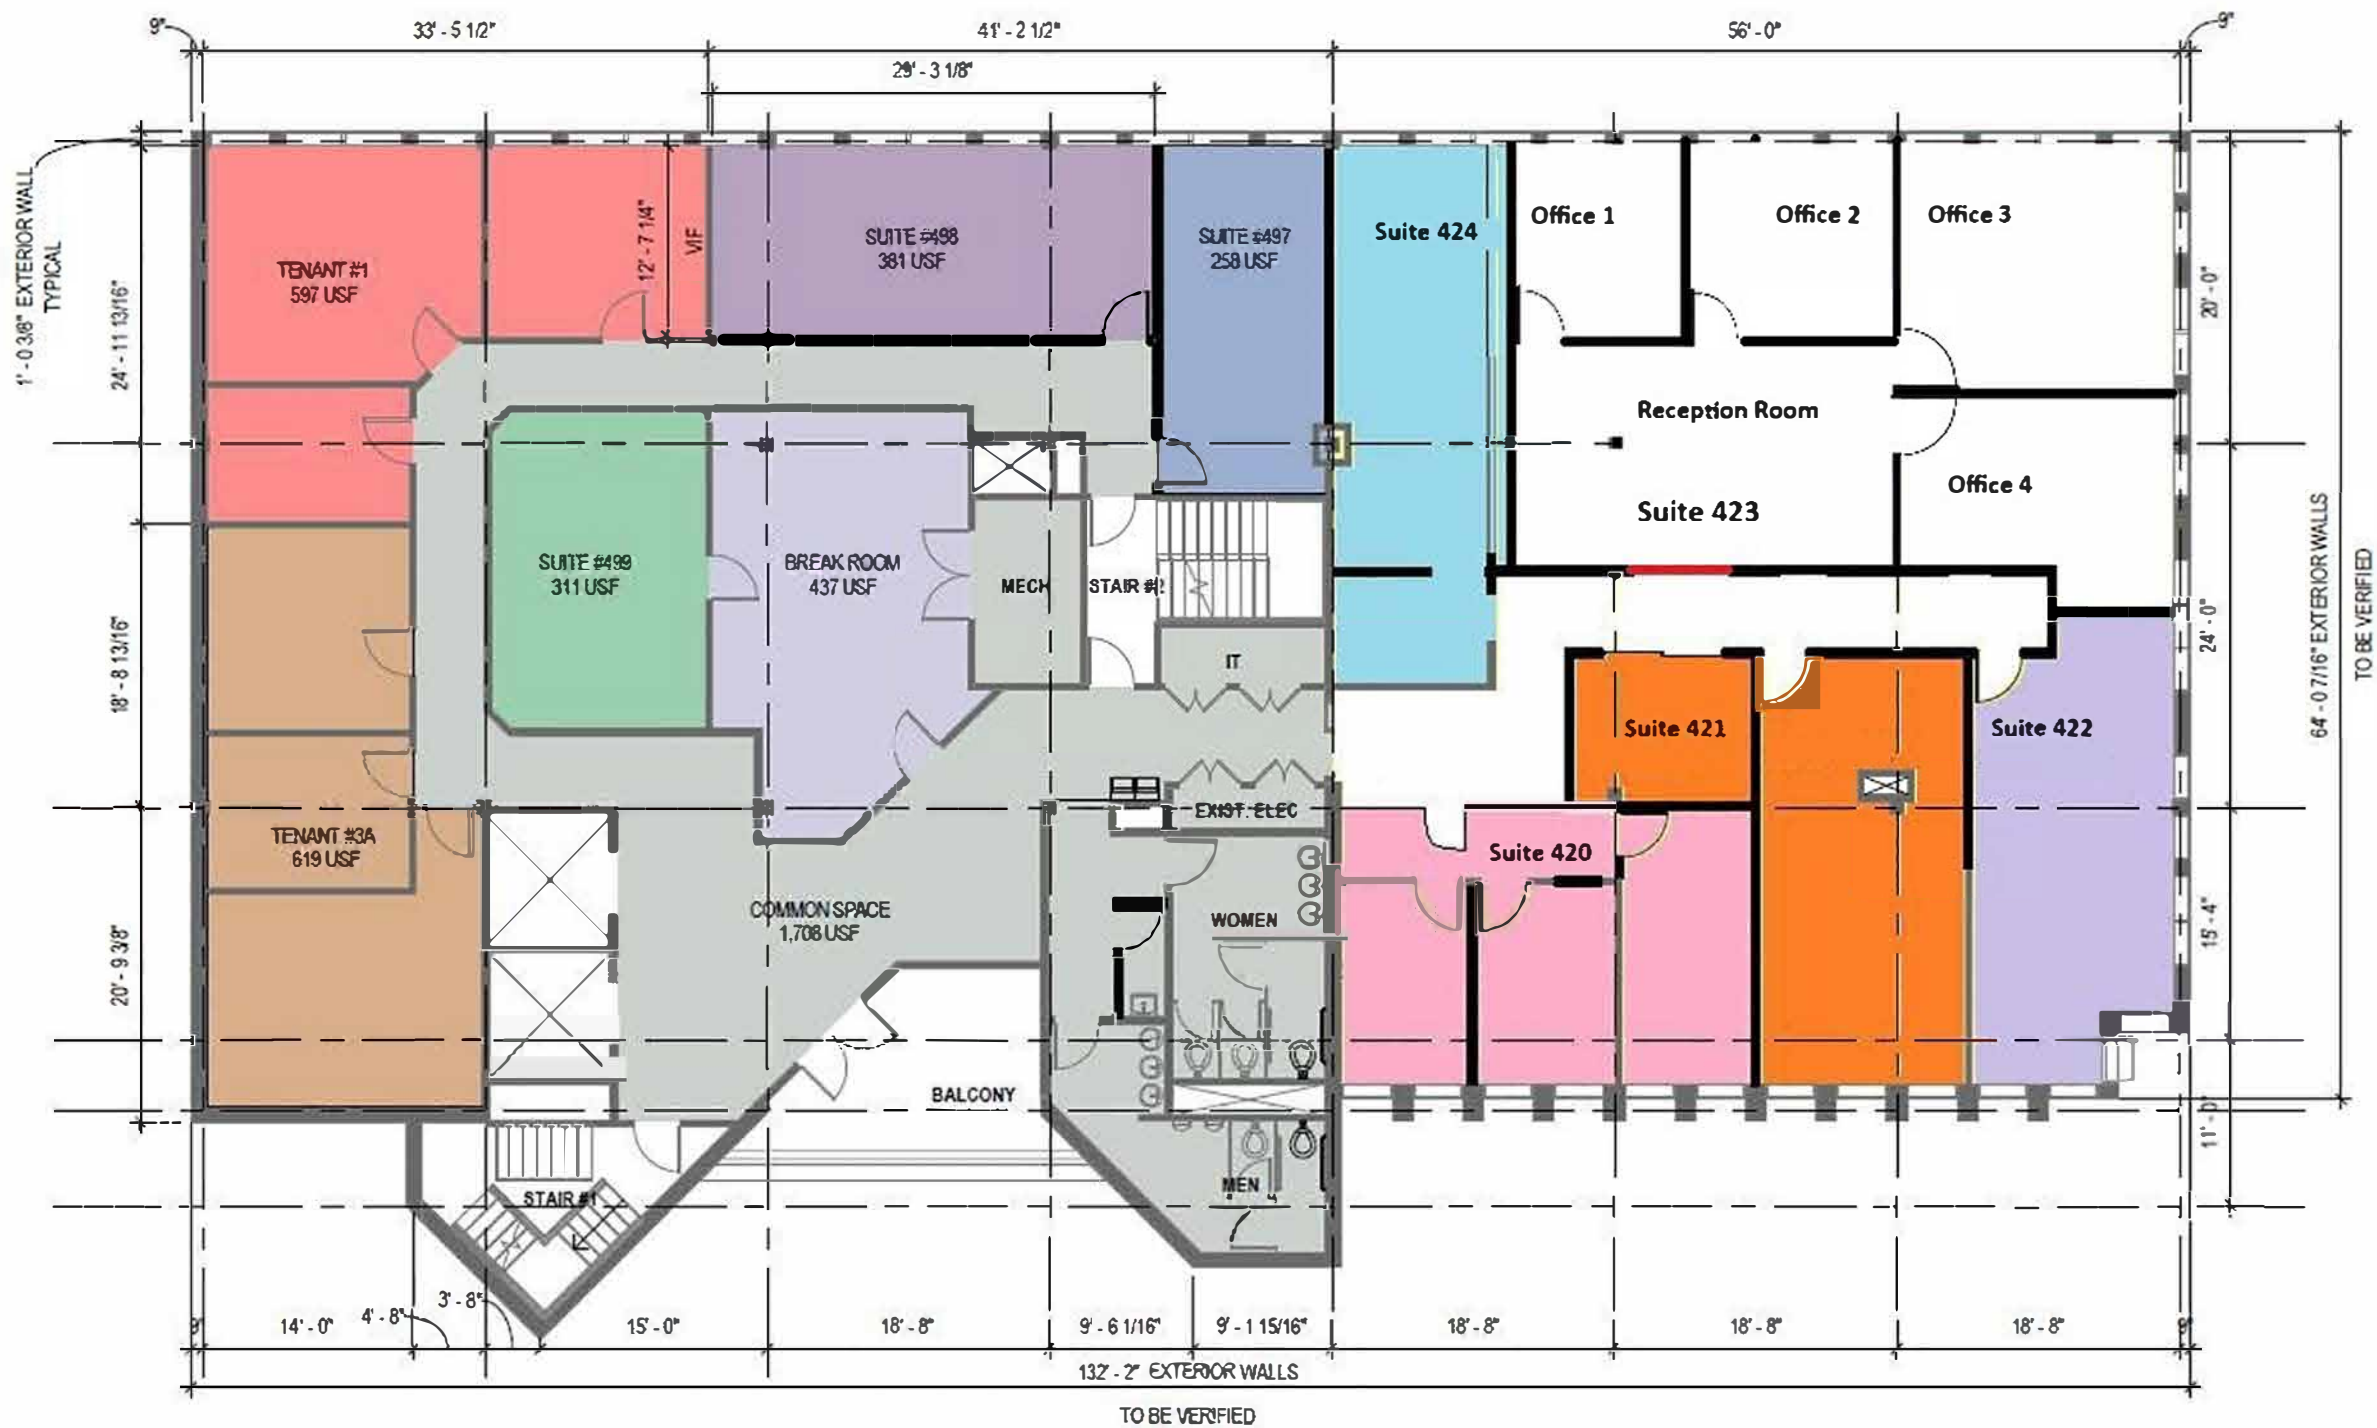 9"
33' - 5 1/2"
41' - 2 1/2"
56' - 0"
9"
29' - 3 1/8"
1' - 0 3/8" EXTERIOR WALL
TYPICAL
24' - 11 13/16"
18' - 8 13/16"
20' - 9 3/8"
TENANT #1
597 USF
12' - 7 1/4"
VIF
SUITE #498
381 USF
SUITE #497
258 USF
Suite 424
Office 1
Office 2
Office 3
Reception Room
Suite 423
Office 4
20' - 0"
24' - 0"
15' - 4"
11' - 0"
64' - 0 7/16" EXTERIOR WALLS
TO BE VERIFIED
SUITE #499
311 USF
BREAK ROOM
437 USF
MECH
STAIR #2
IT
Suite 421
Suite 422
EXIST. ELEC
TENANT #3A
619 USF
Suite 420
COMMON SPACE
1,708 USF
WOMEN
BALCONY
MEN
STAIR #1
9"
14' - 0"
4' - 8"
3' - 8"
15' - 0"
18' - 8"
9' - 6 1/16"
9' - 1 15/16"
18' - 8"
18' - 8"
18' - 8"
9"
132' - 2" EXTERIOR WALLS
TO BE VERIFIED